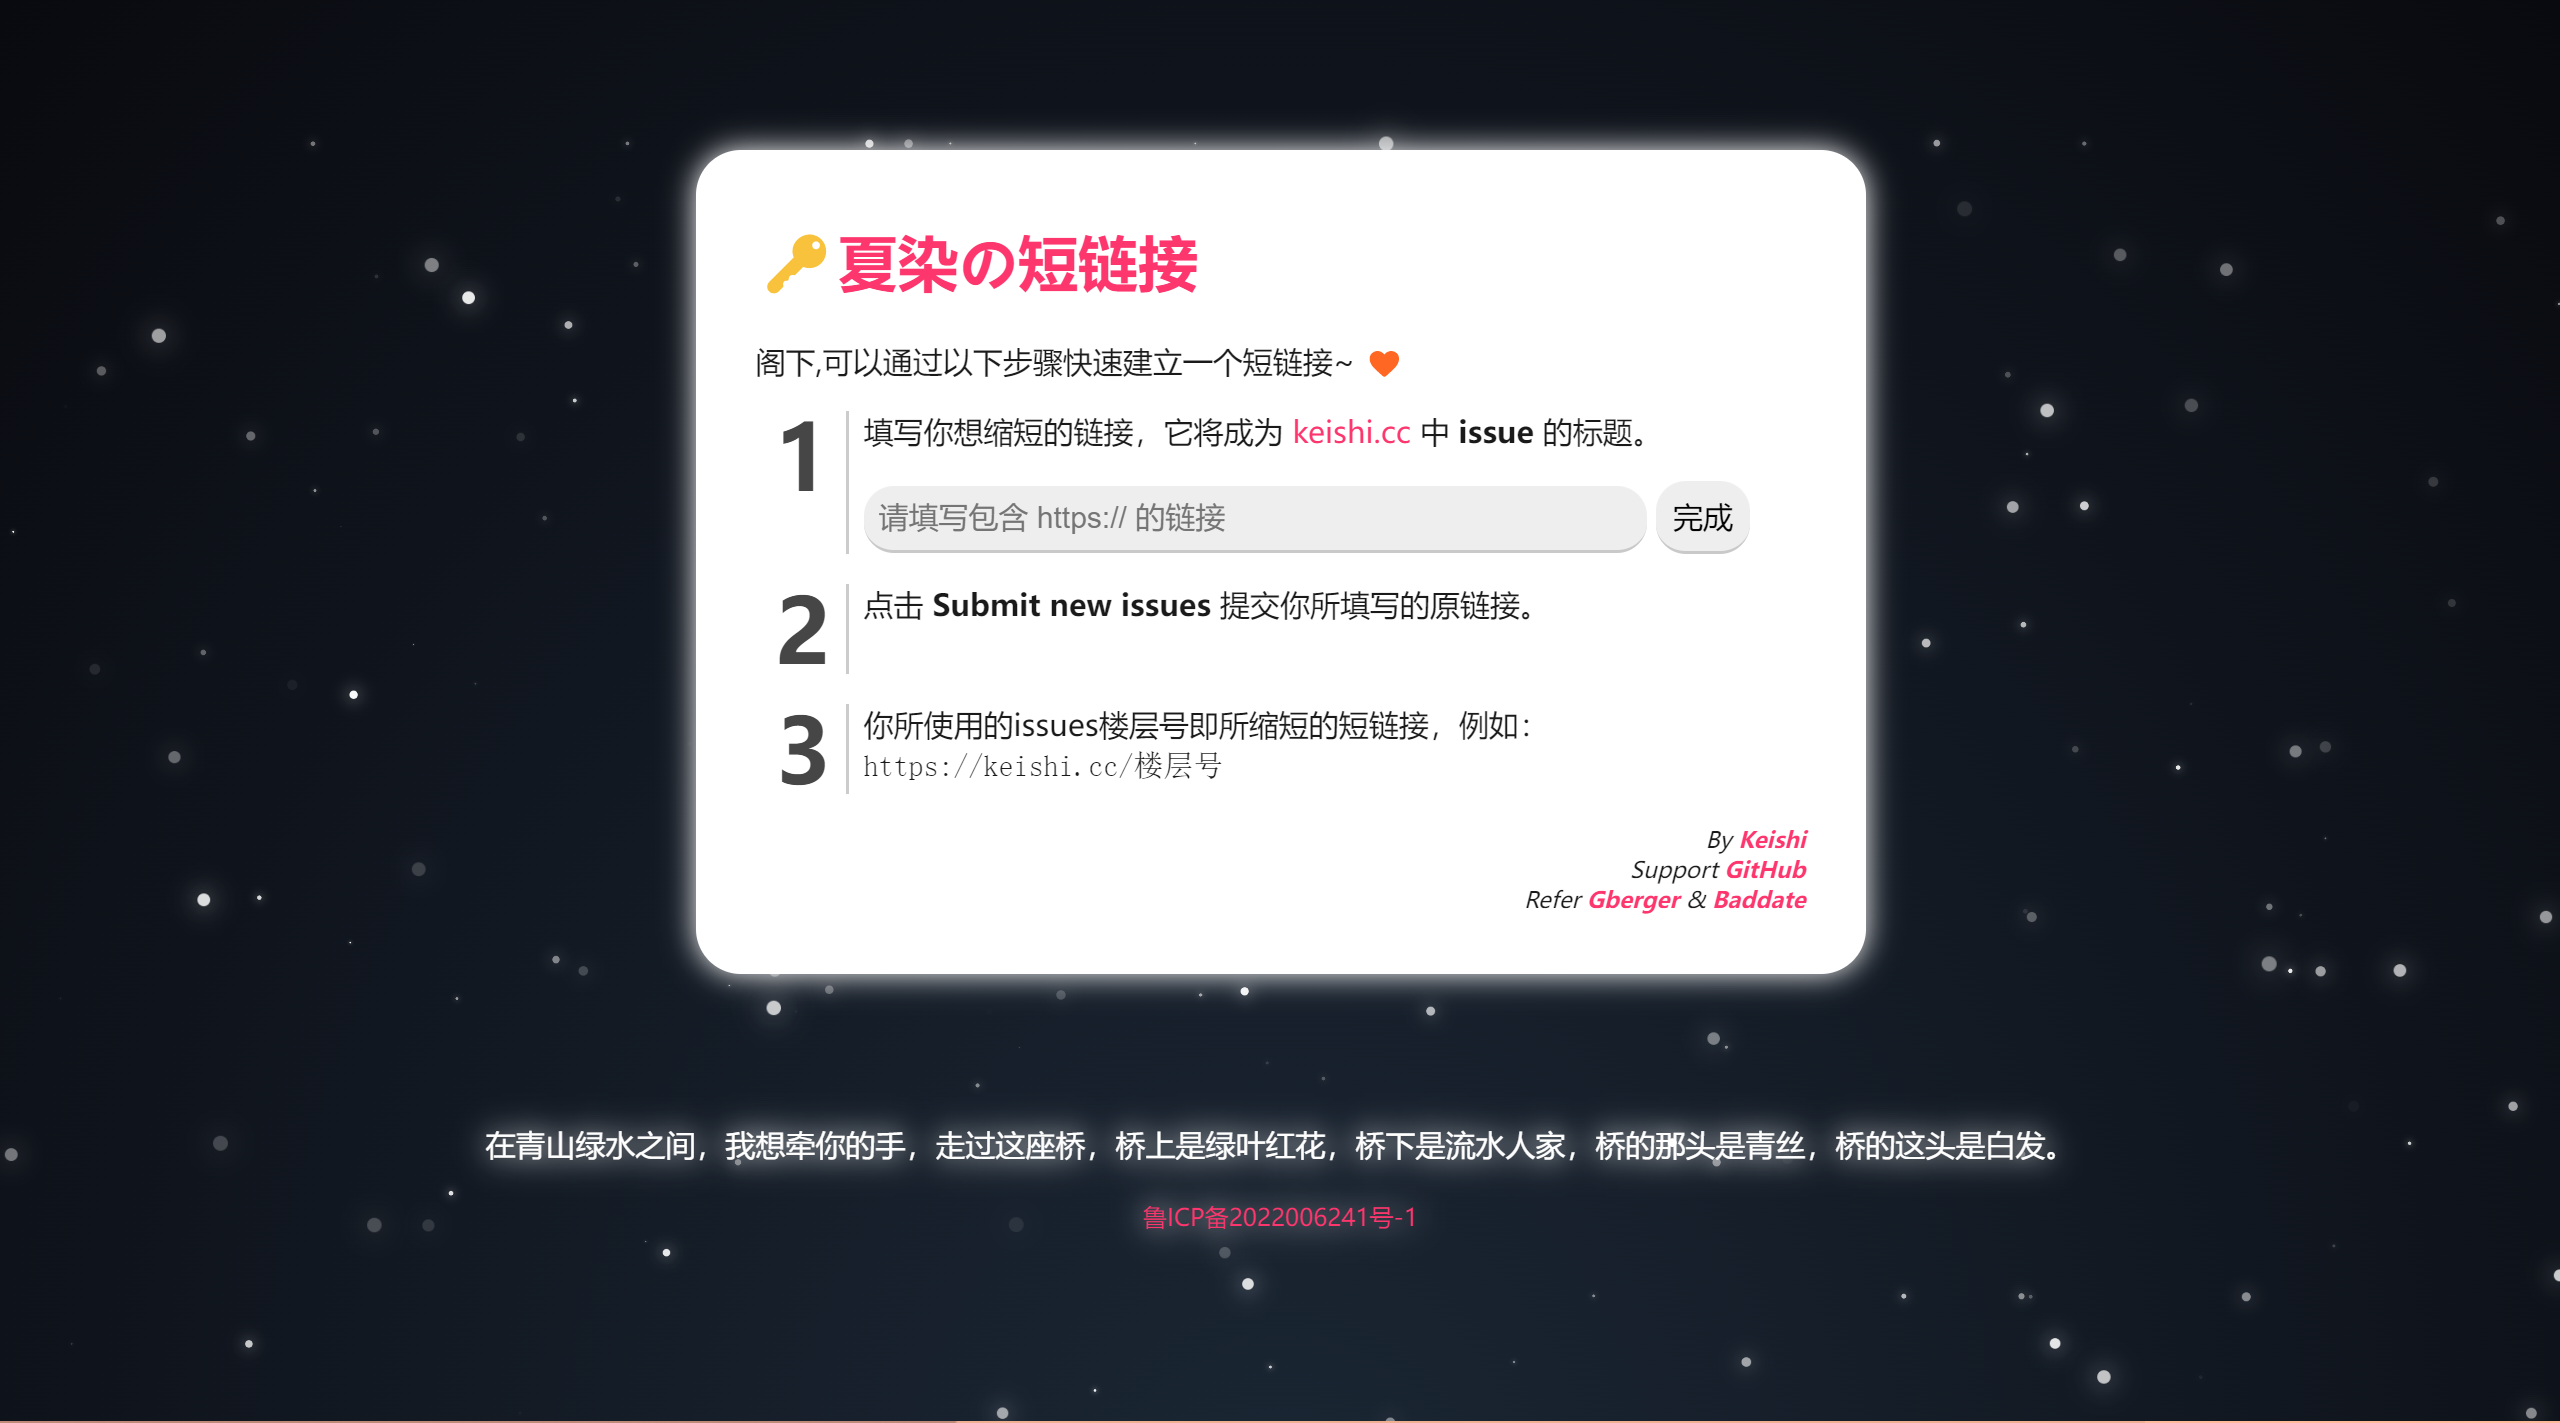 夏染の短链接
阁下,可以通过以下步骤快速建立一个短链接~
1
填写你想缩短的链接，它将成为 keishi.cc 中 issue 的标题。
请填写包含 https:// 的链接 完成
2
点击 Submit new issues 提交你所填写的原链接。
3
你所使用的issues楼层号即所缩短的短链接，例如：
https://keishi.cc/楼层号
By Keishi
Support GitHub
Refer Gberger & Baddate
在青山绿水之间，我想牵你的手，走过这座桥，桥上是绿叶红花，桥下是流水人家，桥的那头是青丝，桥的这头是白发。
鲁ICP备2022006241号-1